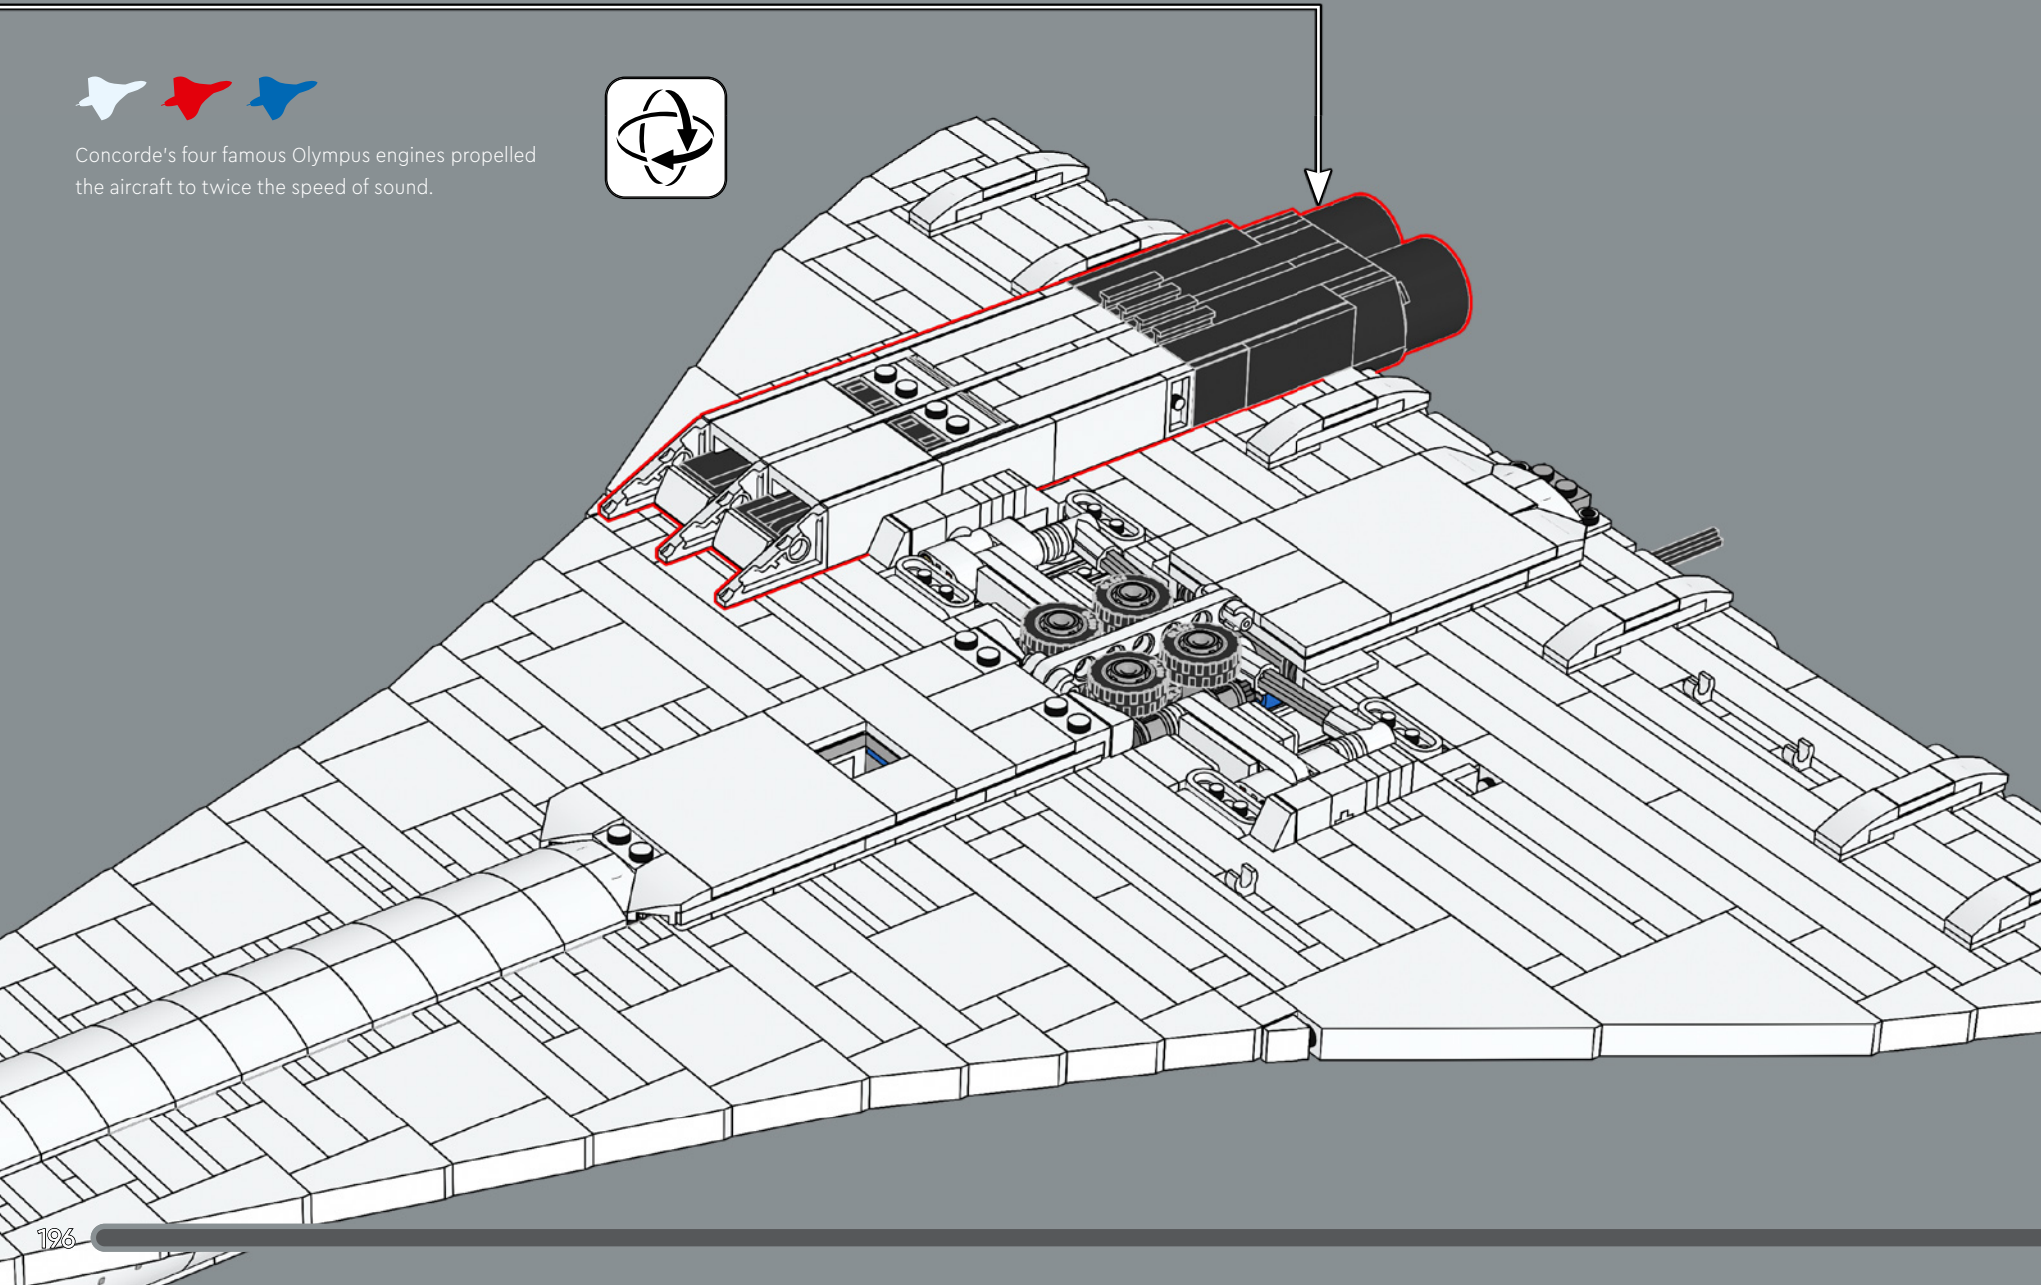 Concorde's four famous Olympus engines propelled
the aircraft to twice the speed of sound.
196